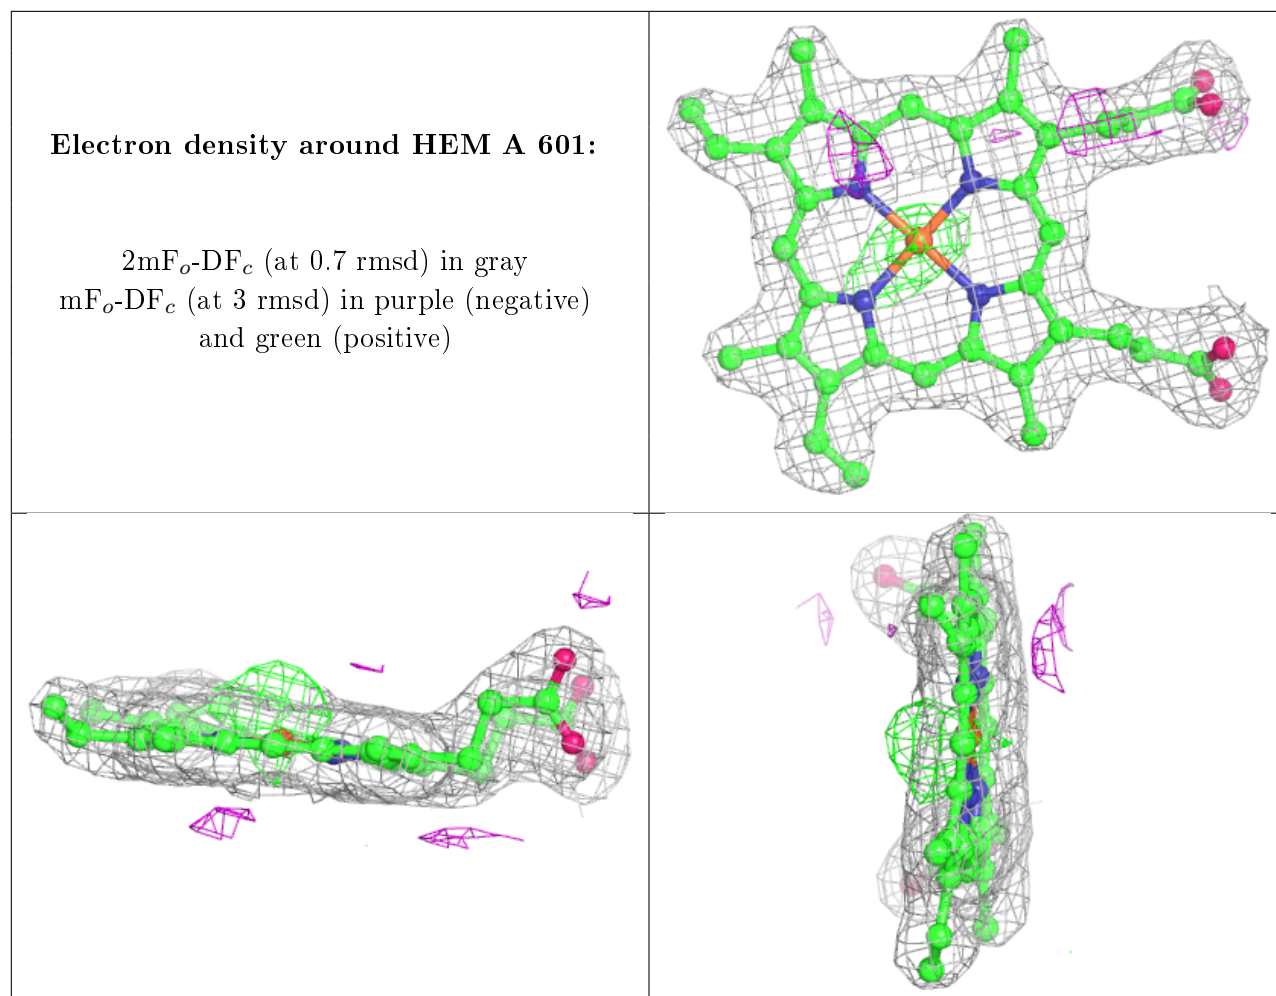 Electron density around HEM A 601:
2mFₒ-DF𝒸 (at 0.7 rmsd) in gray
mFₒ-DF𝒸 (at 3 rmsd) in purple (negative)
and green (positive)